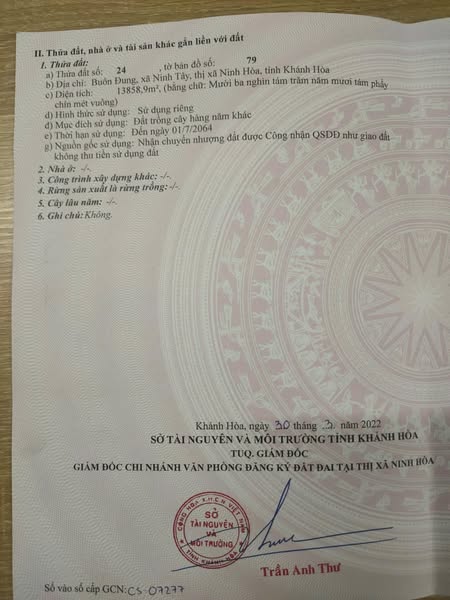 II. Thửa đất, nhà ở và tài sản khác gắn liền với đất
1. Thửa đất:
a) Thửa đất số: 24 , tờ bản đồ số: 79
b) Địa chỉ: Buôn Đung, xã Ninh Tây, thị xã Ninh Hòa, tỉnh Khánh Hòa
c) Diện tích: 13858,9m², (bằng chữ: Mười ba nghìn tám trăm năm mươi tám phẩy
chín mét vuông)
d) Hình thức sử dụng: Sử dụng riêng
đ) Mục đích sử dụng: Đất trồng cây hàng năm khác
e) Thời hạn sử dụng: Đến ngày 01/7/2064
g) Nguồn gốc sử dụng: Nhận chuyển nhượng đất được Công nhận QSDĐ như giao đất
không thu tiền sử dụng đất
2. Nhà ở: -/-.
3. Công trình xây dựng khác: -/-.
4. Rừng sản xuất là rừng trồng: -/-.
5. Cây lâu năm: -/-.
6. Ghi chú: Không.
Khánh Hòa, ngày 30 tháng 3 năm 2022
SỞ TÀI NGUYÊN VÀ MÔI TRƯỜNG TỈNH KHÁNH HÒA
TUQ. GIÁM ĐỐC
GIÁM ĐỐC CHI NHÁNH VĂN PHÒNG ĐĂNG KÝ ĐẤT ĐAI TẠI THỊ XÃ NINH HÒA
CỘNG HÒA X.H.C.N VIỆT NAM
SỞ
TÀI NGUYÊN
VÀ
MÔI TRƯỜNG
TỈNH KHÁNH HÒA
Trần Anh Thư
Số vào sổ cấp GCN: CS-07277